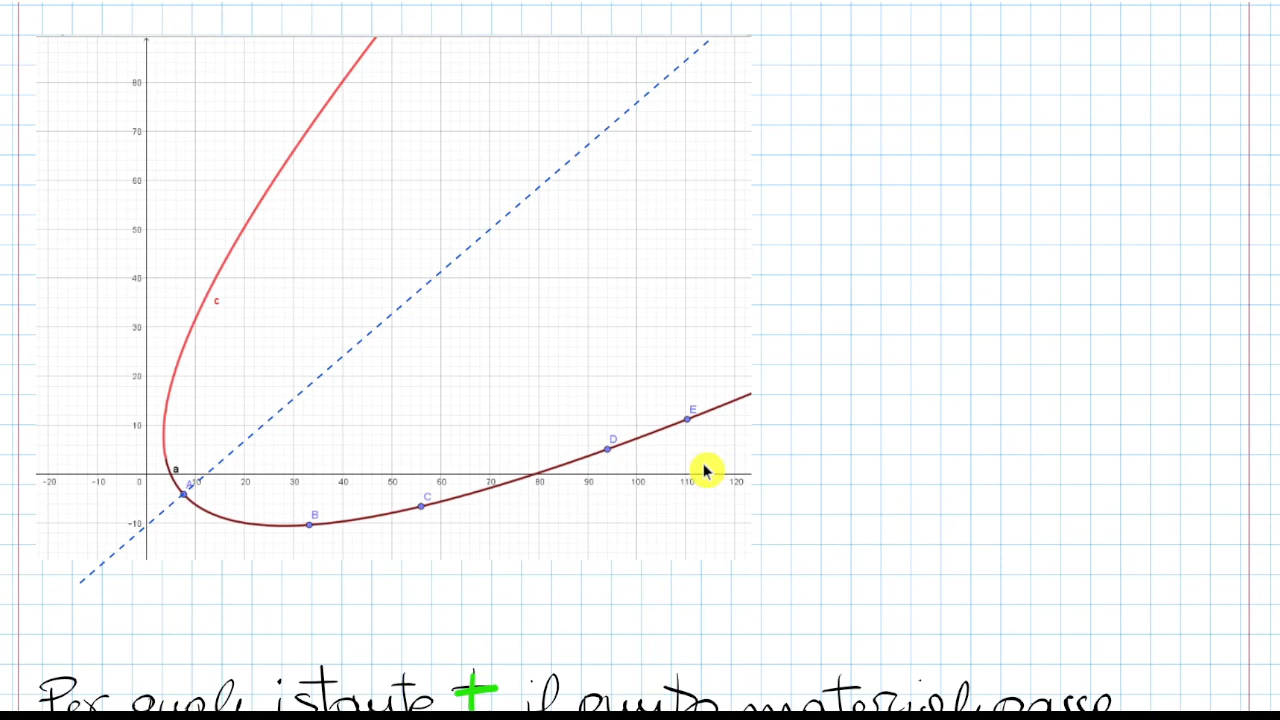 80
70
60
50
40
c
30
20
10
E
D
a
-20 -10 0 A 10 20 30 40 50 60 70 80 90 100 110 120
C
B
-10
Per quale istante t il punto materiale passa